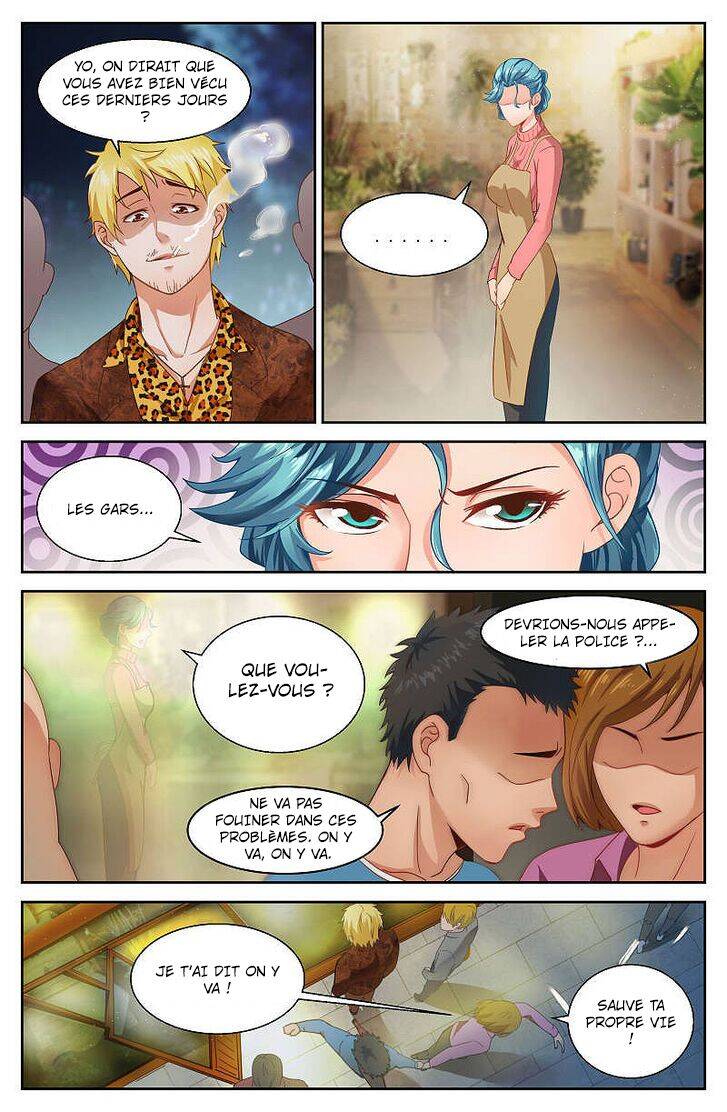 YO, ON DIRAIT QUE
VOUS AVEZ BIEN VÉCU
CES DERNIERS JOURS
?
. . . . . .
LES GARS...
DEVRIONS-NOUS APPE-
LER LA POLICE ?...
QUE VOU-
LEZ-VOUS ?
NE VA PAS
FOUINER DANS CES
PROBLÈMES. ON Y
VA, ON Y VA.
JE T'AI DIT ON Y
VA !
SAUVE TA
PROPRE VIE
!